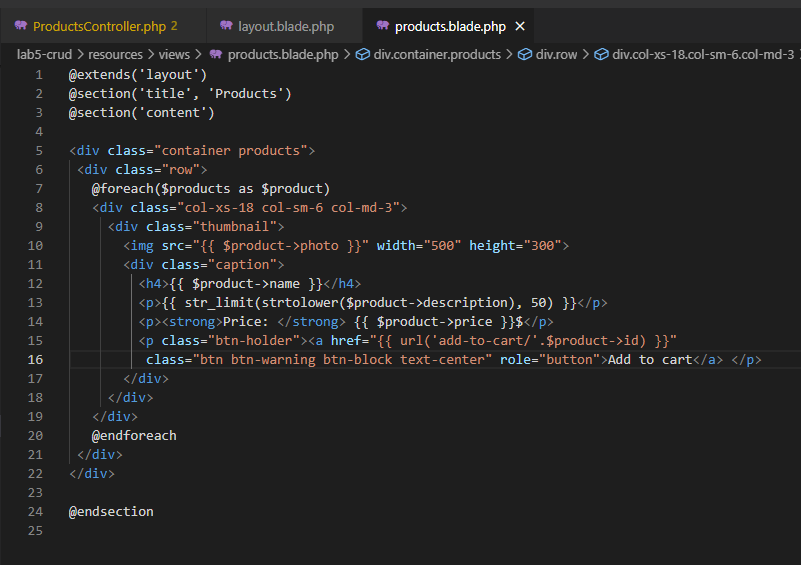 ProductsController.php 2 layout.blade.php products.blade.php
lab5-crud > resources > views > products.blade.php > div.container.products > div.row > div.col-xs-18.col-sm-6.col-md-3
1 @extends('layout')
2 @section('title', 'Products')
3 @section('content')
4
5 <div class="container products">
6 <div class="row">
7 @foreach($products as $product)
8 <div class="col-xs-18 col-sm-6 col-md-3">
9 <div class="thumbnail">
10 <img src="{{ $product->photo }}" width="500" height="300">
11 <div class="caption">
12 <h4>{{ $product->name }}</h4>
13 <p>{{ str_limit(strtolower($product->description), 50) }}</p>
14 <p><strong>Price: </strong> {{ $product->price }}$</p>
15 <p class="btn-holder"><a href="{{ url('add-to-cart/'.$product->id) }}"
16 class="btn btn-warning btn-block text-center" role="button">Add to cart</a> </p>
17 </div>
18 </div>
19 </div>
20 @endforeach
21 </div>
22 </div>
23
24 @endsection
25